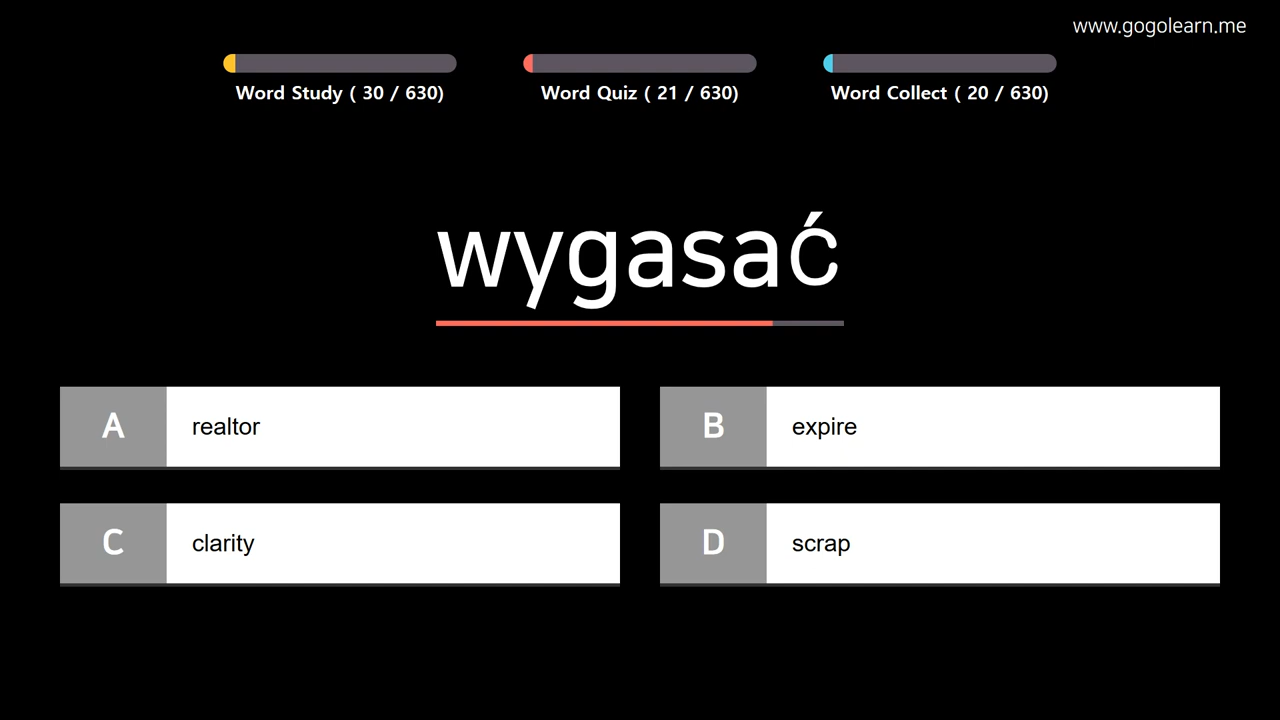 www.gogolearn.me
Word Study ( 30 / 630)
Word Quiz ( 21 / 630)
Word Collect ( 20 / 630)
wygasać
A realtor
B expire
C clarity
D scrap